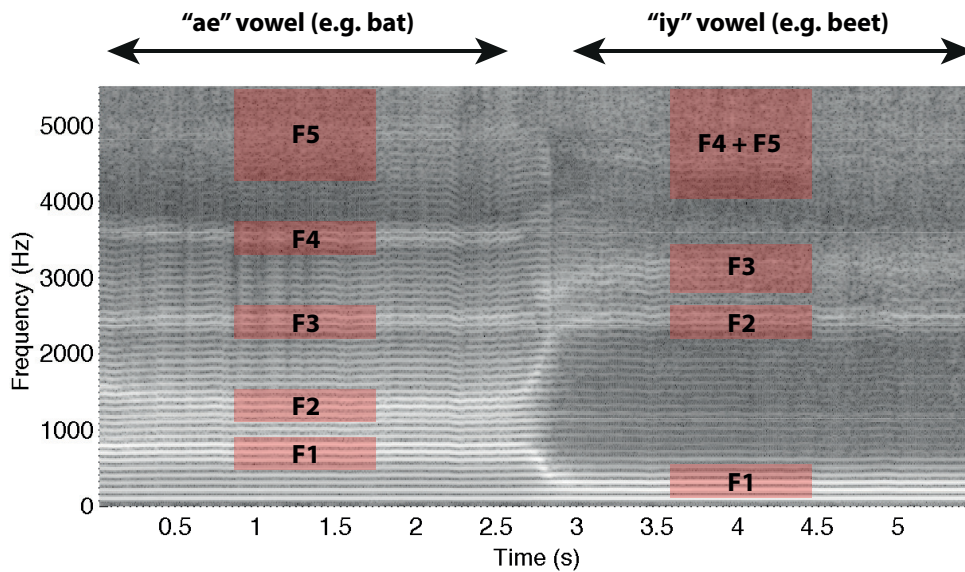 “ae” vowel (e.g. bat) “iy” vowel (e.g. beet)
5000
4000
3000
2000
1000
0
Frequency (Hz)
F5
F4
F3
F2
F1
F4 + F5
F3
F2
F1
0.5 1 1.5 2 2.5 3 3.5 4 4.5 5
Time (s)